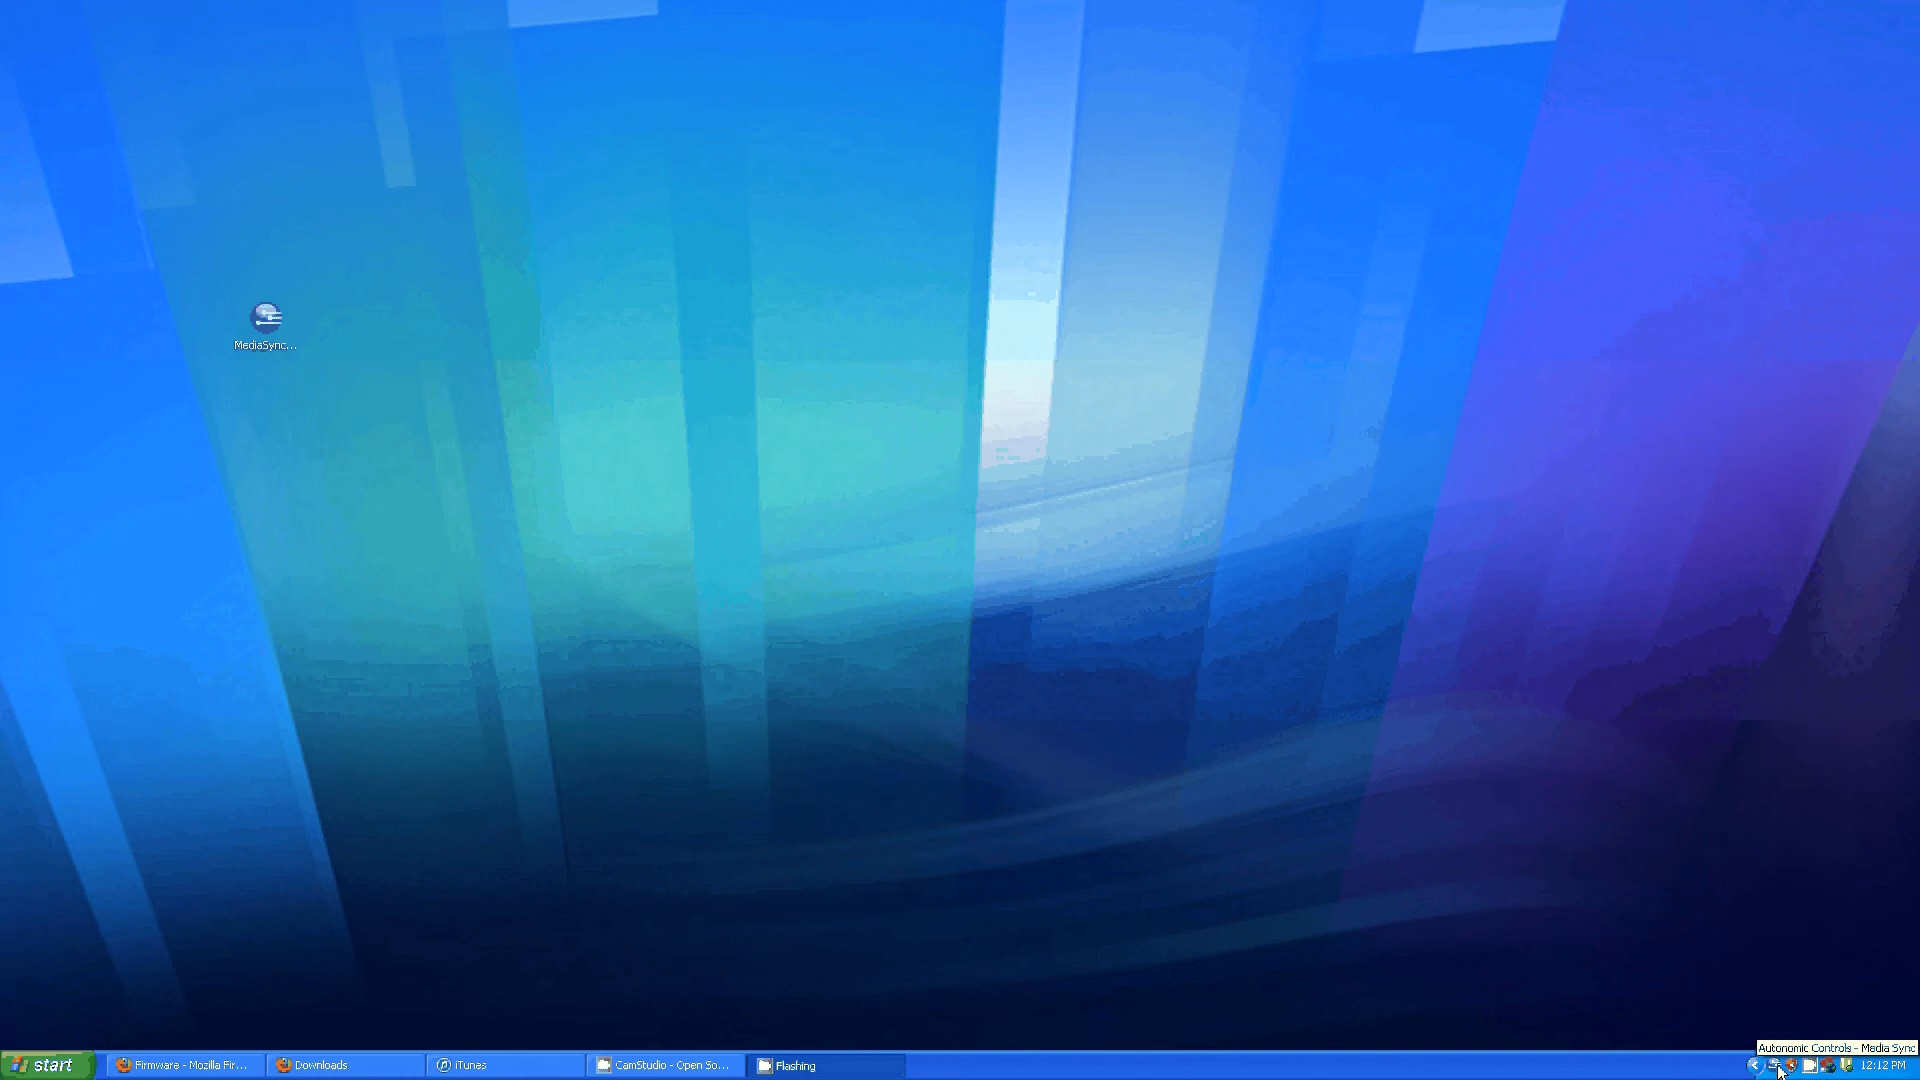 MediaSync...
Autonomic Controls - Media Sync
start
Firmware - Mozilla Fir...
Downloads
iTunes
CamStudio - Open So...
Flashing
12:12 PM